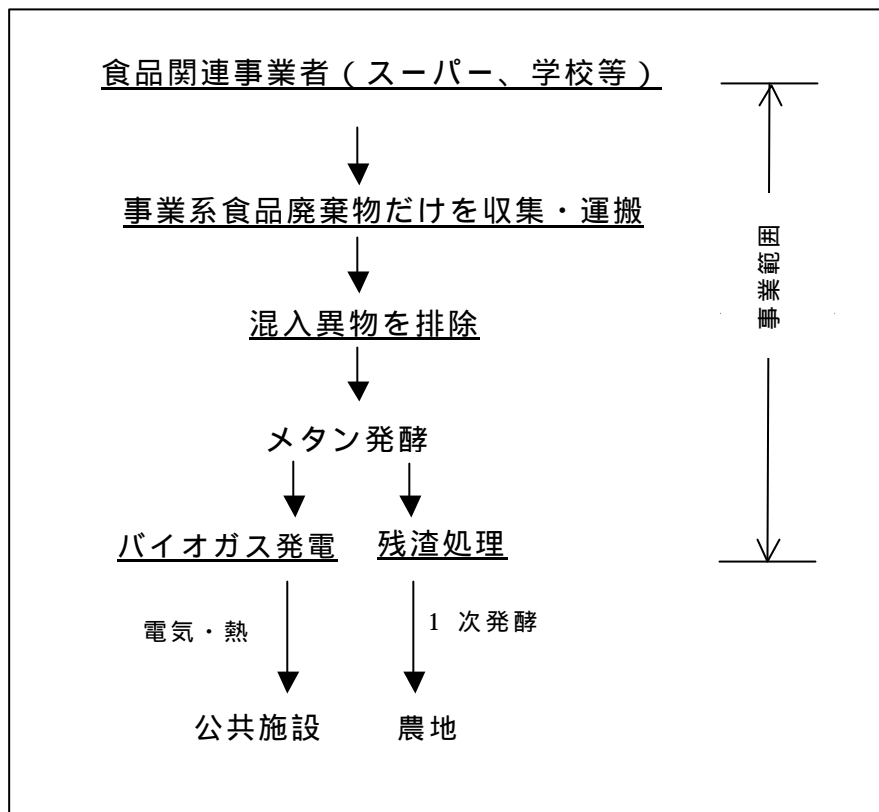 食品関連事業者（スーパー、学校等）
事業系食品廃棄物だけを収集・運搬
混入異物を排除
メタン発酵
バイオガス発電 残渣処理
電気・熱 1 次発酵
公共施設 農地
事業範囲